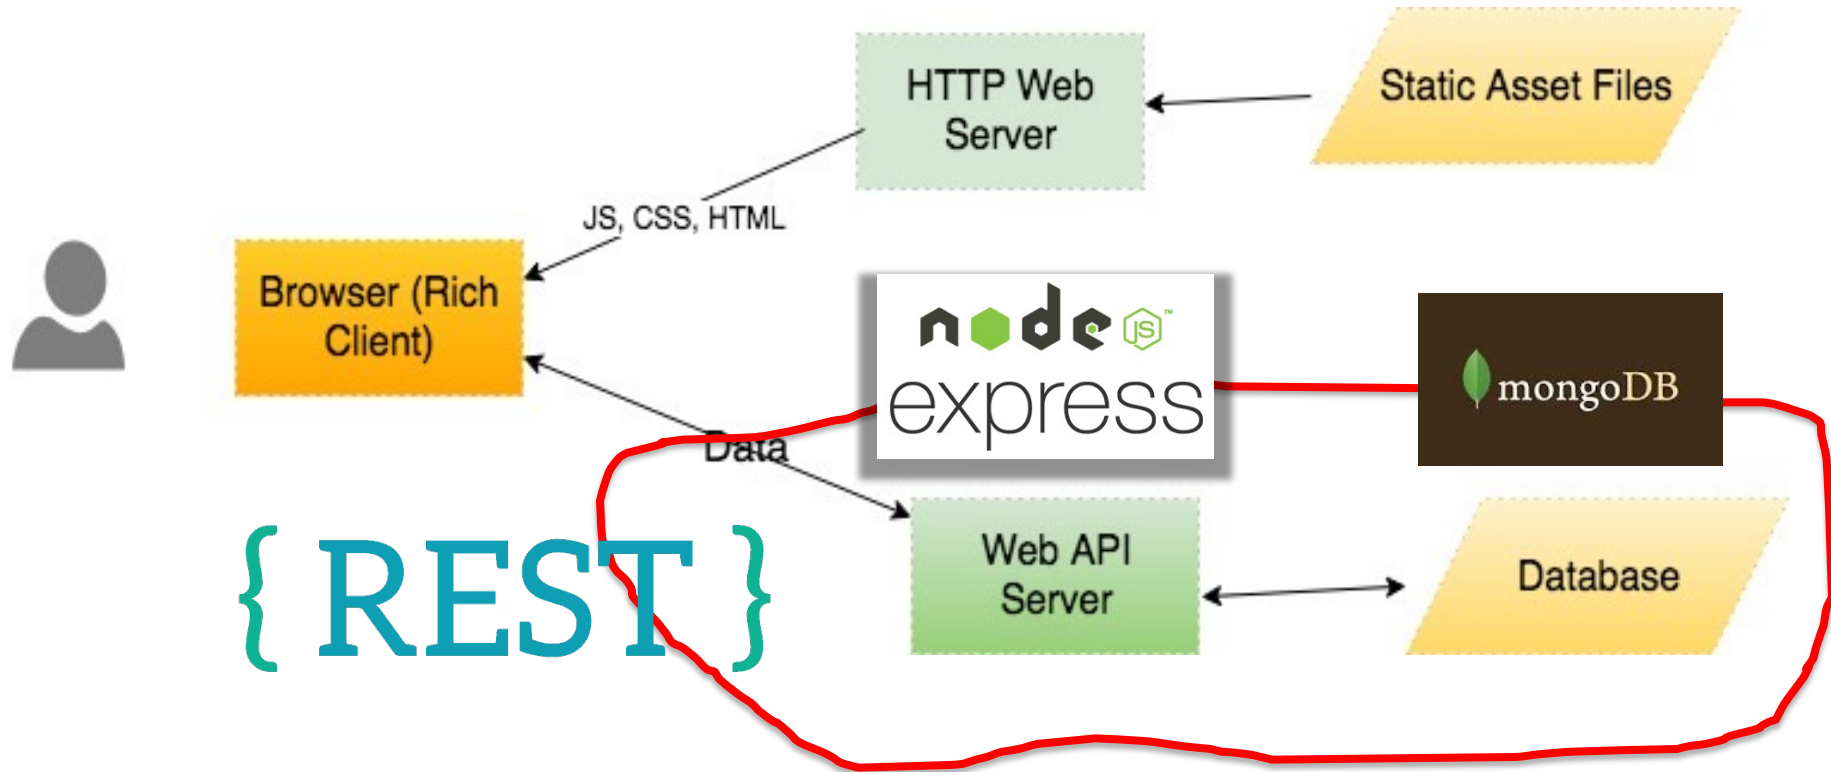 HTTP Web
Server
Static Asset Files
JS, CSS, HTML
Browser (Rich
Client)
node JS™
express
mongoDB
Data
{ REST }
Web API
Server
Database